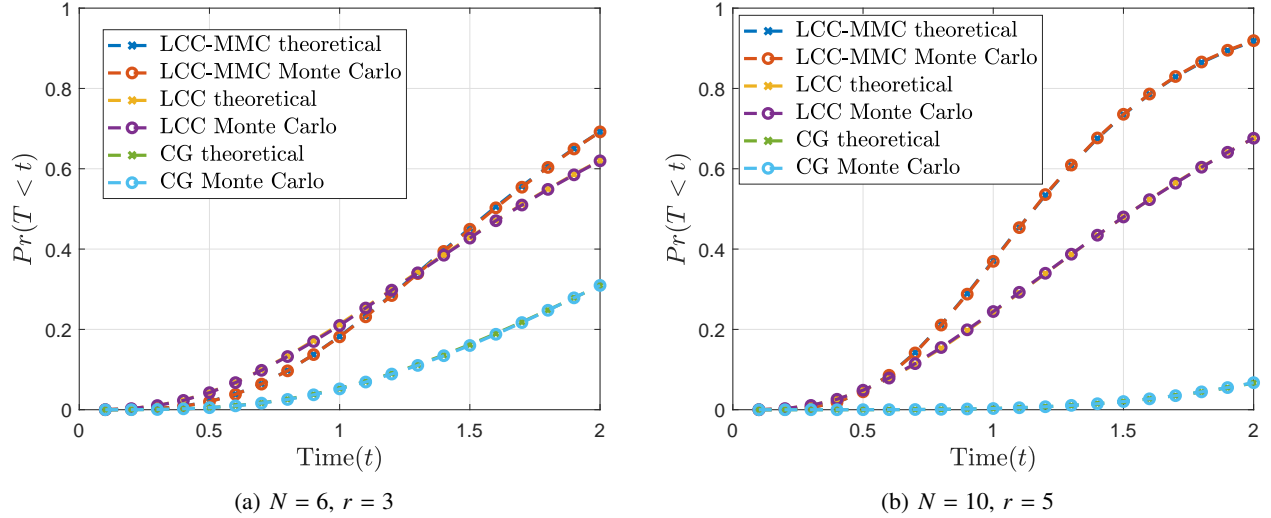 1
0.8
0.6
0.4
0.2
0
Pr(T < t)
LCC-MMC theoretical
LCC-MMC Monte Carlo
LCC theoretical
LCC Monte Carlo
CG theoretical
CG Monte Carlo
0 0.5 1 1.5 2
Time(t)
(a) N = 6, r = 3
1
0.8
0.6
0.4
0.2
0
Pr(T < t)
LCC-MMC theoretical
LCC-MMC Monte Carlo
LCC theoretical
LCC Monte Carlo
CG theoretical
CG Monte Carlo
0 0.5 1 1.5 2
Time(t)
(b) N = 10, r = 5